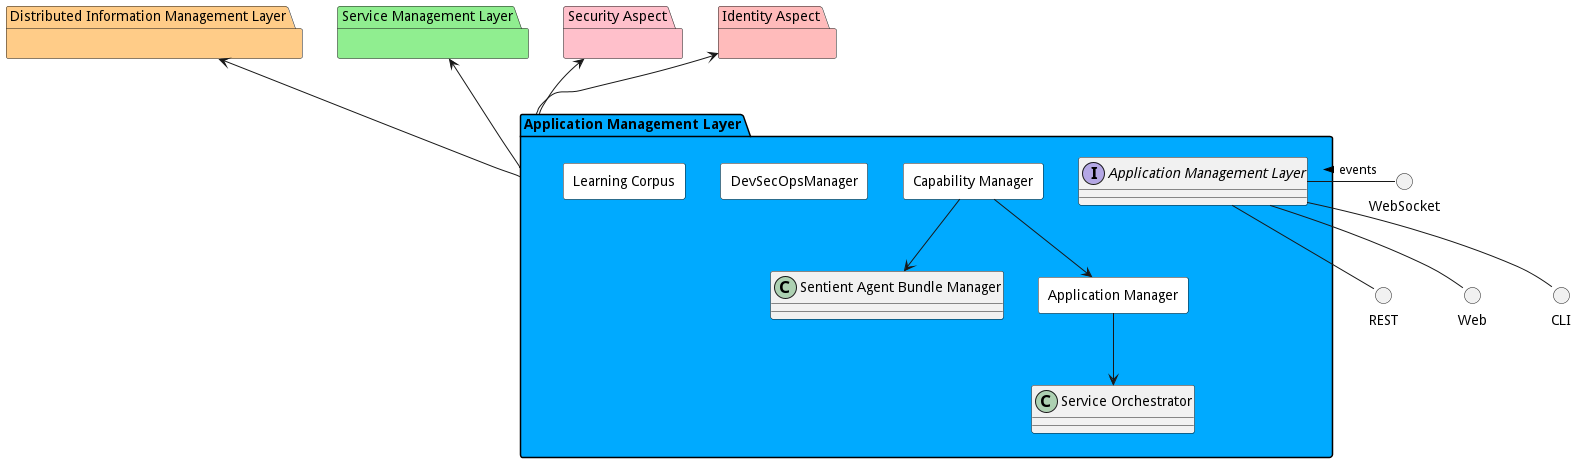 Distributed Information Management Layer
Service Management Layer
Security Aspect
Identity Aspect
Application Management Layer
Learning Corpus
DevSecOpsManager
Capability Manager
I Application Management Layer
events
WebSocket
C Sentient Agent Bundle Manager
Application Manager
REST
Web
CLI
C Service Orchestrator